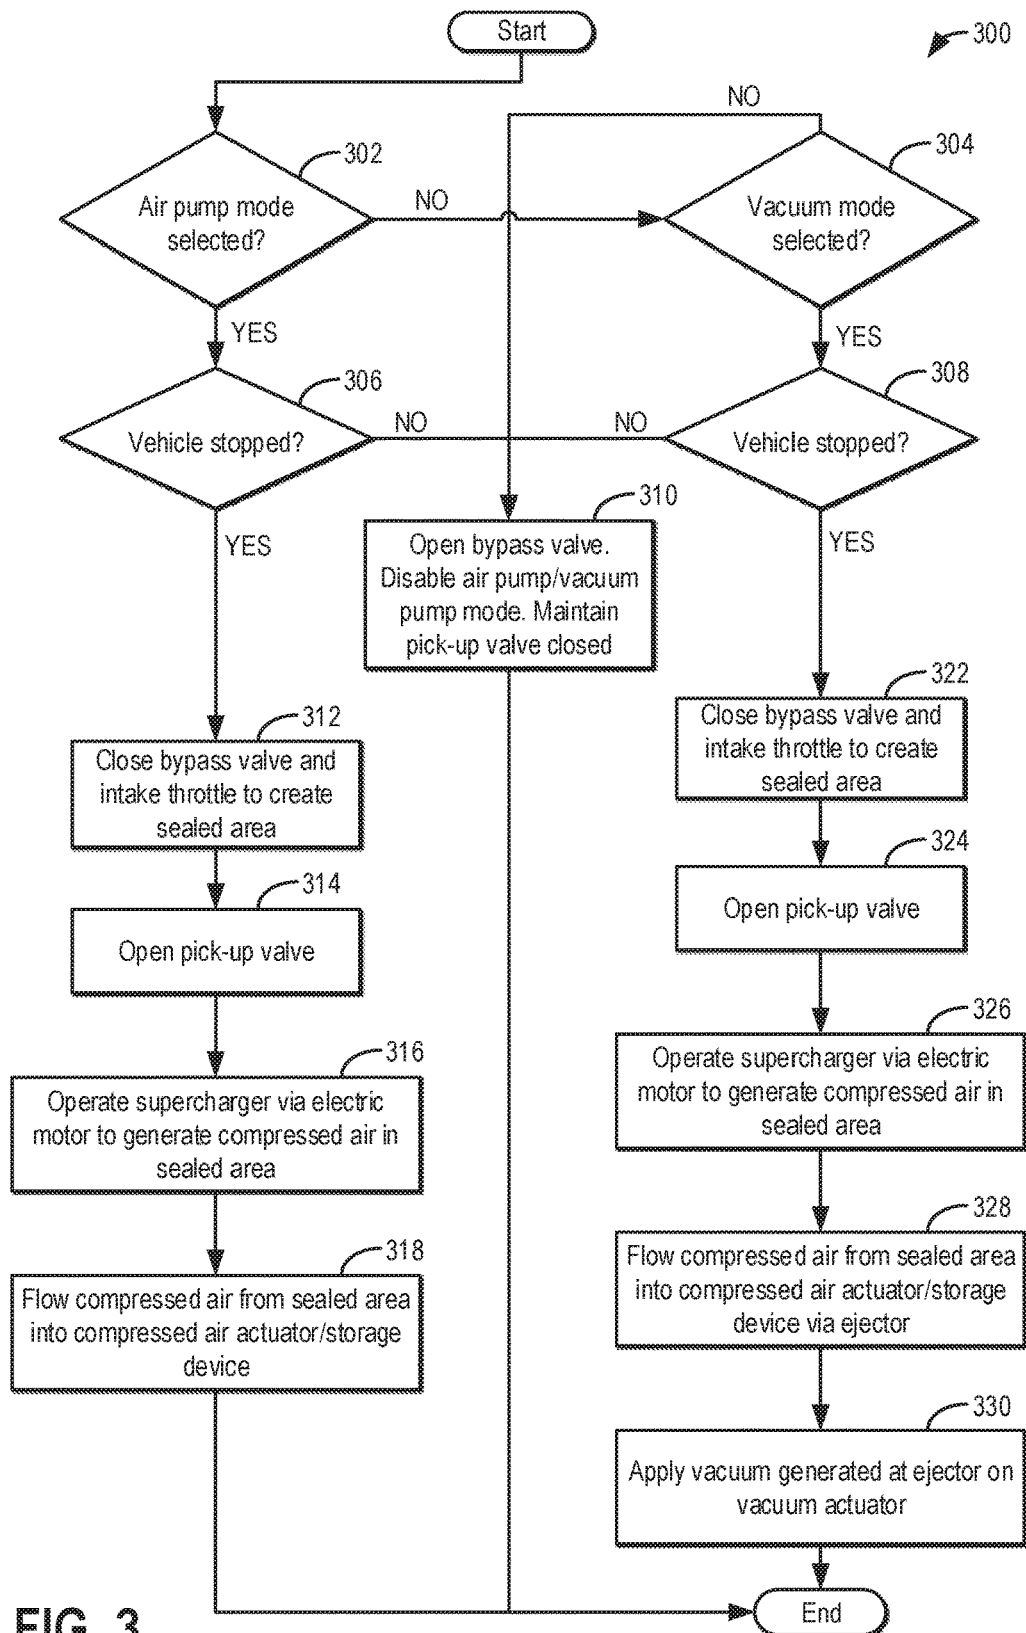 Start
300
NO
302
304
Air pump mode
selected?
NO
Vacuum mode
selected?
YES
YES
306
308
Vehicle stopped?
NO
NO
Vehicle stopped?
310
YES
YES
Open bypass valve.
Disable air pump/vacuum
pump mode. Maintain
pick-up valve closed
312
Close bypass valve and
intake throttle to create
sealed area
322
Close bypass valve and
intake throttle to create
sealed area
314
Open pick-up valve
324
Open pick-up valve
316
Operate supercharger via electric
motor to generate compressed air in
sealed area
326
Operate supercharger via electric
motor to generate compressed air in
sealed area
318
Flow compressed air from sealed area
into compressed air actuator/storage
device
328
Flow compressed air from sealed area
into compressed air actuator/storage
device via ejector
330
Apply vacuum generated at ejector on
vacuum actuator
End
FIG. 3